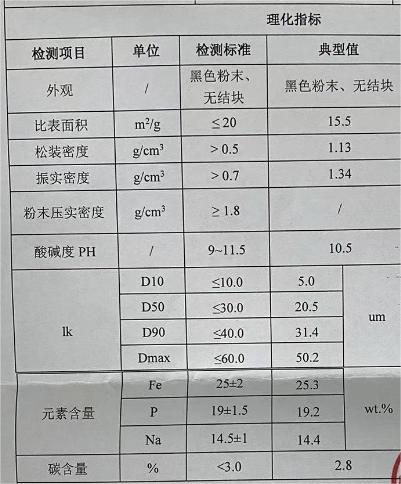 理化指标
检测项目 单位 检测标准 典型值
外观 / 黑色粉末、 黑色粉末、无结块
无结块
比表面积 m²/g ≤20 15.5
松装密度 g/cm³ > 0.5 1.13
振实密度 g/cm³ > 0.7 1.34
粉末压实密度 g/cm³ ≥ 1.8 /
酸碱度 PH / 9~11.5 10.5
lk D10 ≤10.0 5.0 um
D50 ≤30.0 20.5
D90 ≤40.0 31.4
Dmax ≤60.0 50.2
元素含量 Fe 25±2 25.3 wt.%
P 19±1.5 19.2
Na 14.5±1 14.4
碳含量 % <3.0 2.8